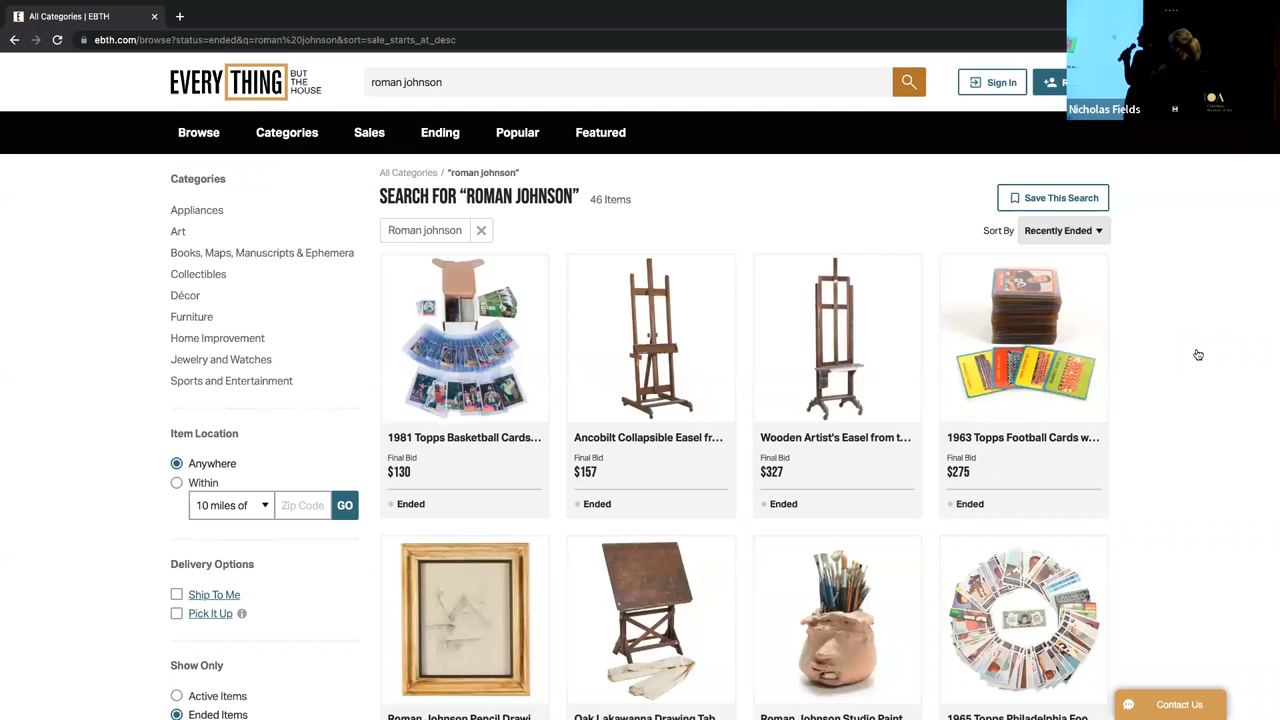 All Categories | EBTH
ebth.com/browse?status=ended&q=roman%20johnson&sort=sale_starts_at_desc
EVERYTHING BUT THE HOUSE
roman johnson
Sign In
R
Nicholas Fields
Browse
Categories
Sales
Ending
Popular
Featured
Categories
Appliances
Art
Books, Maps, Manuscripts & Ephemera
Collectibles
Décor
Furniture
Home Improvement
Jewelry and Watches
Sports and Entertainment
Item Location
Anywhere
Within
10 miles of
Zip Code
GO
Delivery Options
Ship To Me
Pick It Up
Show Only
Active Items
Ended Items
All Categories / "roman johnson"
SEARCH FOR “ROMAN JOHNSON” 46 Items
Save This Search
Roman johnson
Sort By Recently Ended
1981 Topps Basketball Cards...
Final Bid
$130
Ended
Ancobilt Collapsible Easel fr...
Final Bid
$157
Ended
Wooden Artist's Easel from t...
Final Bid
$327
Ended
1963 Topps Football Cards w...
Final Bid
$275
Ended
Roman Johnson Pencil Drawi
Oak Lakawanna Drawing Tab
Roman Johnson Studio Paint
1965 Topps Philadelphia Foo
Contact Us